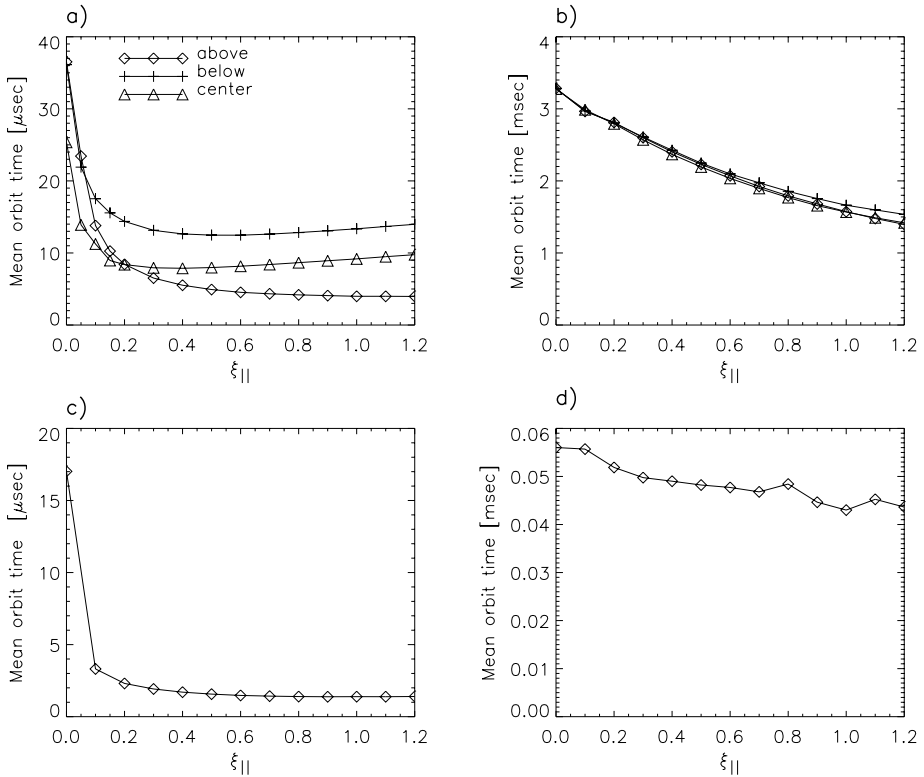 a)
Mean orbit time [μsec]
40
30
20
10
0
above
below
center
0.0 0.2 0.4 0.6 0.8 1.0 1.2
ξ||
b)
Mean orbit time [msec]
4
3
2
1
0
0.0 0.2 0.4 0.6 0.8 1.0 1.2
ξ||
c)
Mean orbit time [μsec]
20
15
10
5
0
0.0 0.2 0.4 0.6 0.8 1.0 1.2
ξ||
d)
Mean orbit time [msec]
0.06
0.05
0.04
0.03
0.02
0.01
0.00
0.0 0.2 0.4 0.6 0.8 1.0 1.2
ξ||